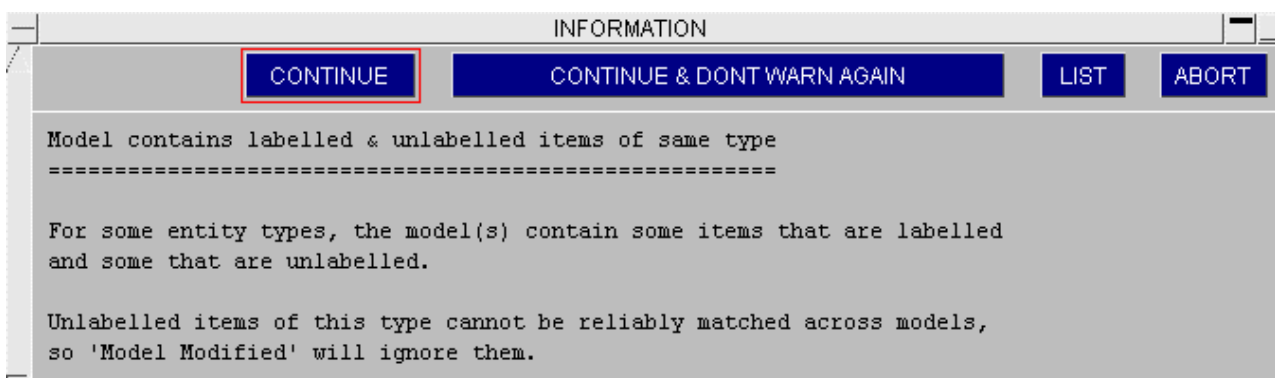 INFORMATION
CONTINUE CONTINUE & DONT WARN AGAIN LIST ABORT
Model contains labelled & unlabelled items of same type
=======================================================
For some entity types, the model(s) contain some items that are labelled
and some that are unlabelled.
Unlabelled items of this type cannot be reliably matched across models,
so 'Model Modified' will ignore them.